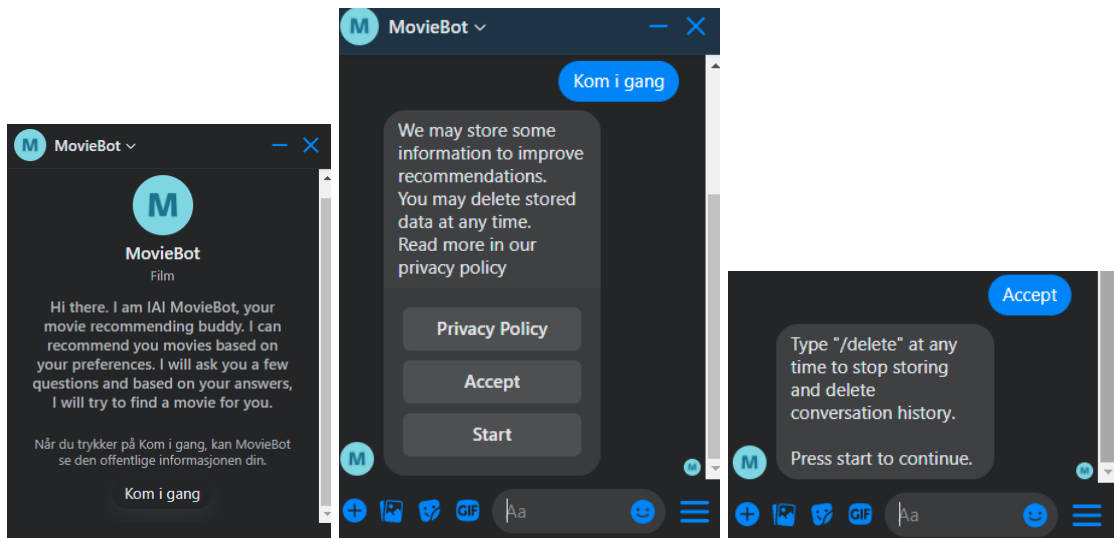 M MovieBot
M
MovieBot
Film
Hi there. I am IAI MovieBot, your
movie recommending buddy. I can
recommend you movies based on
your preferences. I will ask you a few
questions and based on your answers,
I will try to find a movie for you.
Når du trykker på Kom i gang, kan MovieBot
se den offentlige informasjonen din.
Kom i gang
M MovieBot
Kom i gang
We may store some
information to improve
recommendations.
You may delete stored
data at any time.
Read more in our
privacy policy
Privacy Policy
Accept
Start
M
M
GIF
Aa
Accept
Type "/delete" at any
time to stop storing
and delete
conversation history.
Press start to continue.
M
M
GIF
Aa